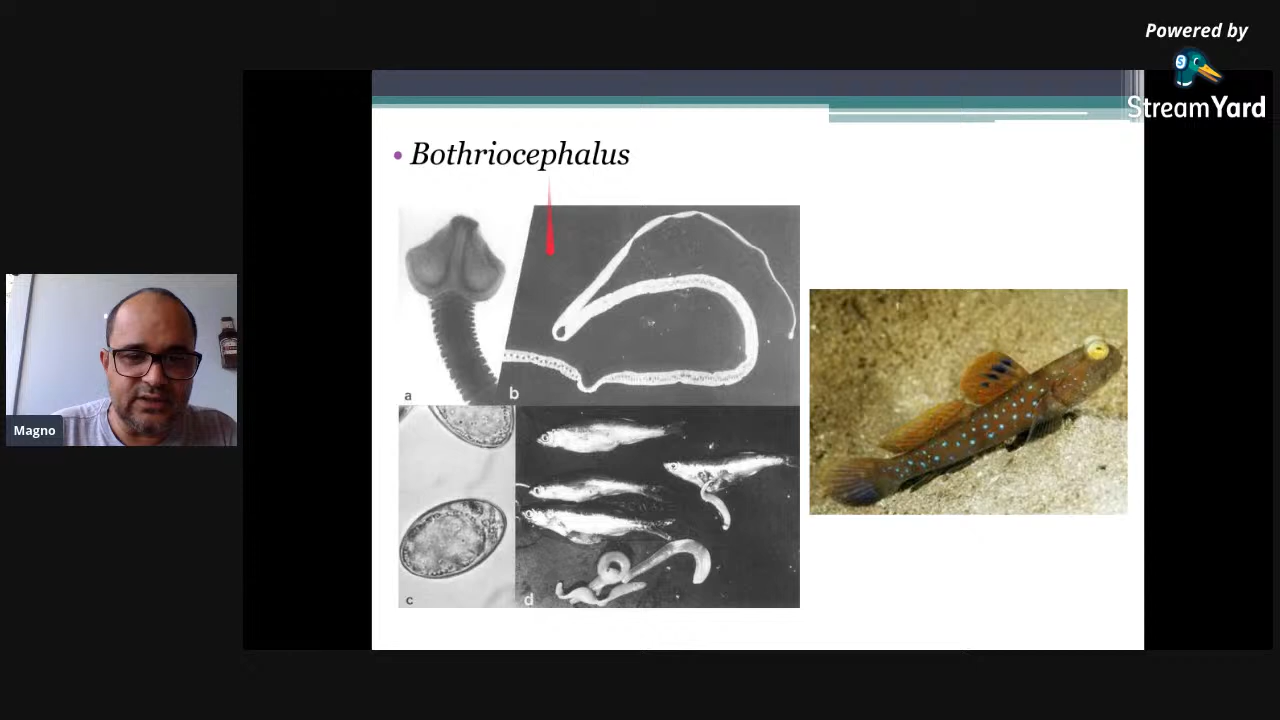 Powered by
StreamYard
• Bothriocephalus
a
b
c
d
Magno